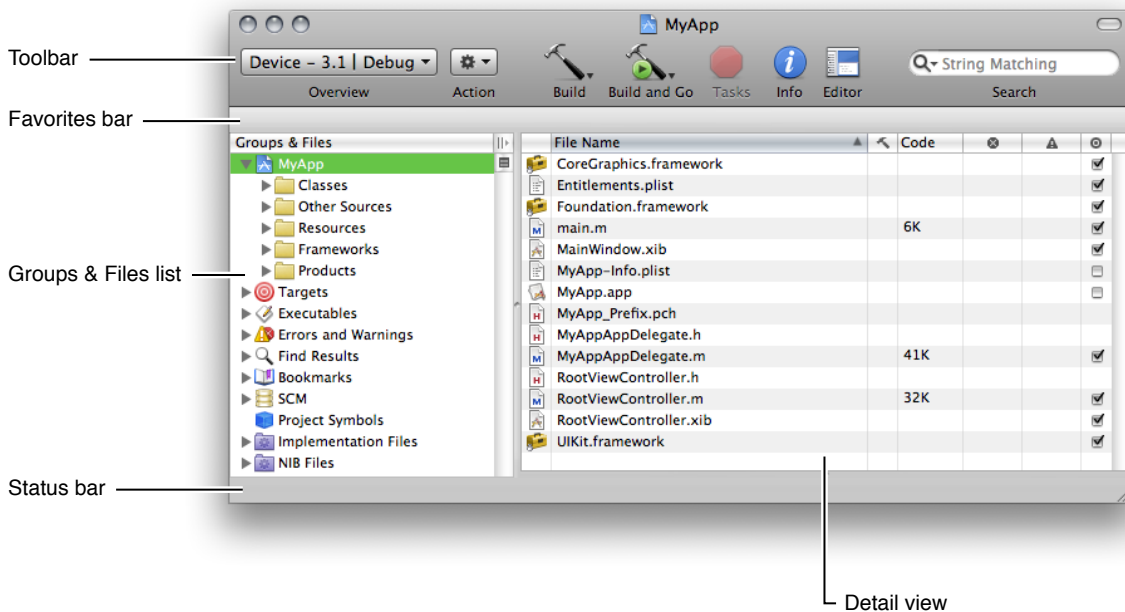 MyApp
Toolbar
Device – 3.1 | Debug
String Matching
Overview Action Build Build and Go Tasks Info Editor Search
Favorites bar
Groups & Files
MyApp
Classes
Other Sources
Resources
Frameworks
Products
Targets
Executables
Errors and Warnings
Find Results
Bookmarks
SCM
Project Symbols
Implementation Files
NIB Files
Groups & Files list
File Name Code
CoreGraphics.framework
Entitlements.plist
Foundation.framework
main.m 6K
MainWindow.xib
MyApp-Info.plist
MyApp.app
MyApp_Prefix.pch
MyAppAppDelegate.h
MyAppAppDelegate.m 41K
RootViewController.h
RootViewController.m 32K
RootViewController.xib
UIKit.framework
Status bar
Detail view